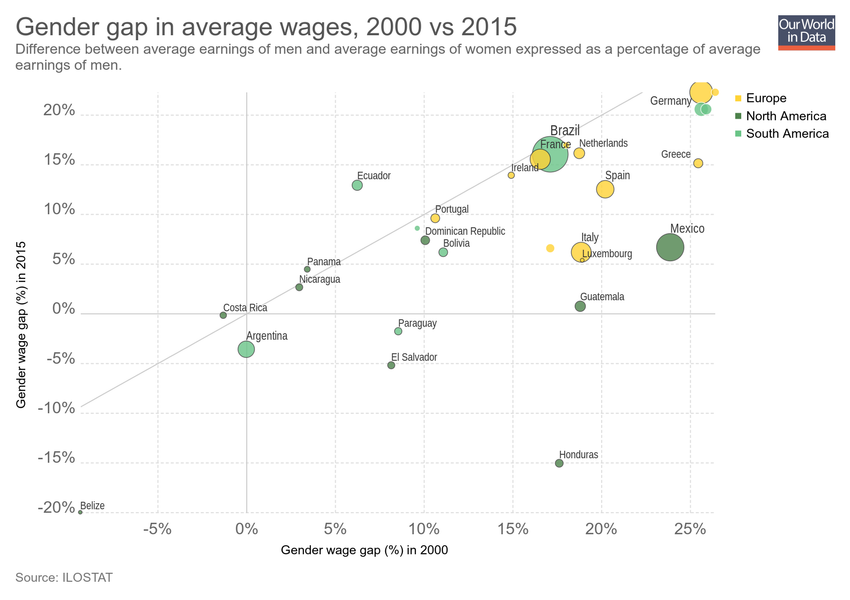 Gender gap in average wages, 2000 vs 2015
Our World
in Data
Difference between average earnings of men and average earnings of women expressed as a percentage of average
earnings of men.
Europe
North America
South America
Gender wage gap (%) in 2015
20%
15%
10%
5%
0%
-5%
-10%
-15%
-20%
Germany
Brazil
France
Netherlands
Greece
Ireland
Ecuador
Spain
Portugal
Dominican Republic
Mexico
Bolivia
Italy
Luxembourg
Panama
Nicaragua
Guatemala
Costa Rica
Paraguay
Argentina
El Salvador
Honduras
Belize
-5%
0%
5%
10%
15%
20%
25%
Gender wage gap (%) in 2000
Source: ILOSTAT